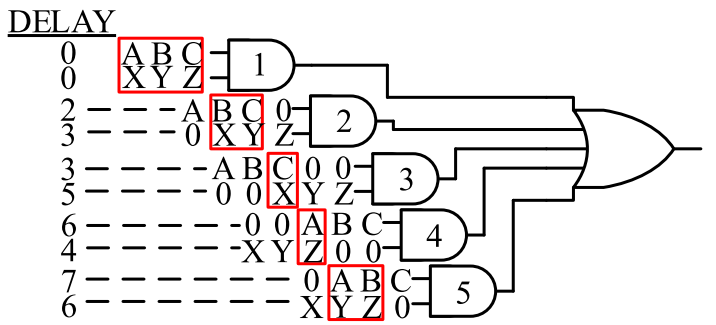 DELAY
0 A B C
0 X Y Z
1
2 A B C 0
3 0 X Y Z
2
3 A B C 0 0
5 0 0 X Y Z
3
6 0 0 A B C
4 X Y Z 0 0
4
7 0 A B C
6 X Y Z 0
5